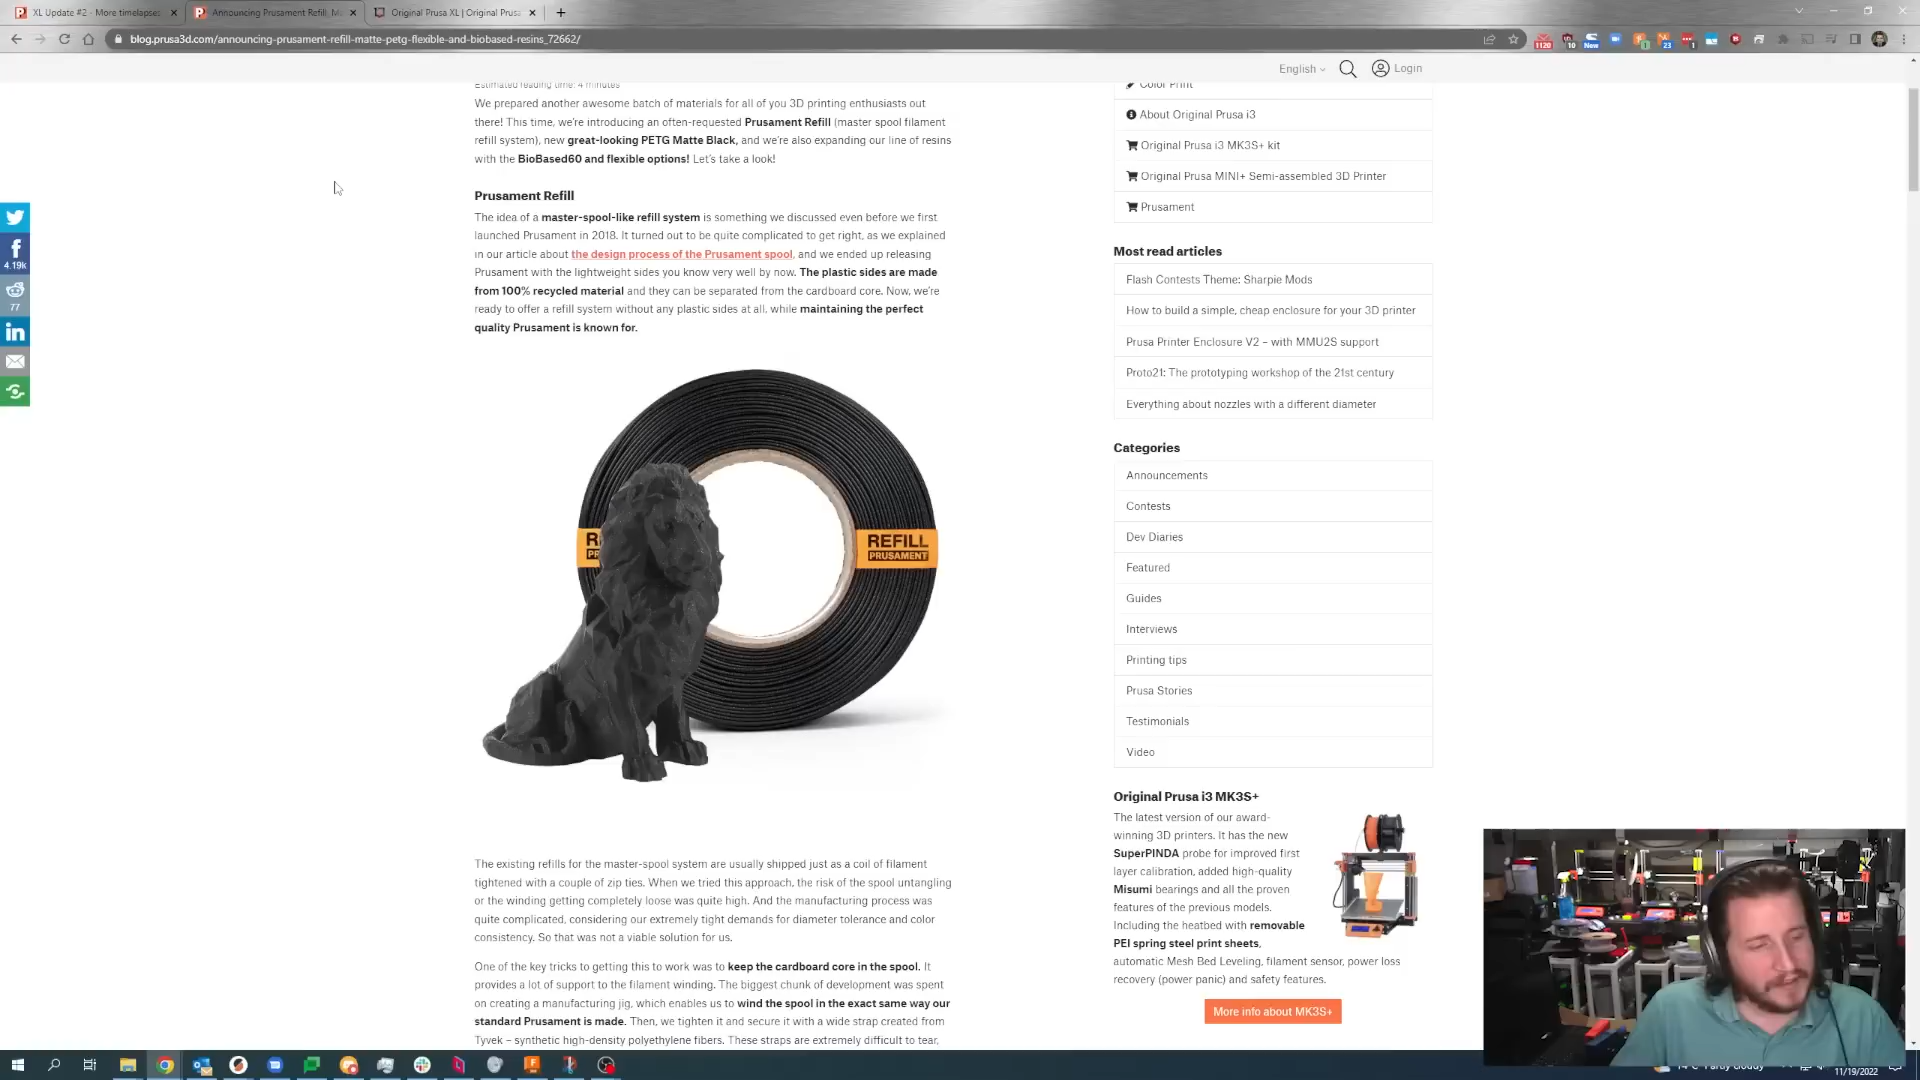 XL Update #2 - More timelapses
Announcing Prusament Refill, Ma
Original Prusa XL | Original Prusa
blog.prusa3d.com/announcing-prusament-refill-matte-petg-flexible-and-biobased-resins_72662/
English
Login
Estimated reading time: 4 minutes
We prepared another awesome batch of materials for all of you 3D printing enthusiasts out
there! This time, we're introducing an often-requested Prusament Refill (master spool filament
refill system), new great-looking PETG Matte Black, and we're also expanding our line of resins
with the BioBased60 and flexible options! Let's take a look!
Prusament Refill
The idea of a master-spool-like refill system is something we discussed even before we first
launched Prusament in 2018. It turned out to be quite complicated to get right, as we explained
in our article about the design process of the Prusament spool, and we ended up releasing
Prusament with the lightweight sides you know very well by now. The plastic sides are made
from 100% recycled material and they can be separated from the cardboard core. Now, we're
ready to offer a refill system without any plastic sides at all, while maintaining the perfect
quality Prusament is known for.
4.19k
77
R
PR
REFILL
PRUSAMENT
The existing refills for the master-spool system are usually shipped just as a coil of filament
tightened with a couple of zip ties. When we tried this approach, the risk of the spool untangling
or the winding getting completely loose was quite high. And the manufacturing process was
quite complicated, considering our extremely tight demands for diameter tolerance and color
consistency. So that was not a viable solution for us.
One of the key tricks to getting this to work was to keep the cardboard core in the spool. It
provides a lot of support to the filament winding. The biggest chunk of development was spent
on creating a manufacturing jig, which enables us to wind the spool in the exact same way our
standard Prusament is made. Then, we tighten it and secure it with a wide strap created from
Tyvek – synthetic high-density polyethylene fibers. These straps are extremely difficult to tear,
Color Print
About Original Prusa i3
Original Prusa i3 MK3S+ kit
Original Prusa MINI+ Semi-assembled 3D Printer
Prusament
Most read articles
Flash Contests Theme: Sharpie Mods
How to build a simple, cheap enclosure for your 3D printer
Prusa Printer Enclosure V2 – with MMU2S support
Proto21: The prototyping workshop of the 21st century
Everything about nozzles with a different diameter
Categories
Announcements
Contests
Dev Diaries
Featured
Guides
Interviews
Printing tips
Prusa Stories
Testimonials
Video
Original Prusa i3 MK3S+
The latest version of our award-
winning 3D printers. It has the new
SuperPINDA probe for improved first
layer calibration, added high-quality
Misumi bearings and all the proven
features of the previous models.
Including the heatbed with removable
PEI spring steel print sheets,
automatic Mesh Bed Leveling, filament sensor, power loss
recovery (power panic) and safety features.
More info about MK3S+
11/19/2022